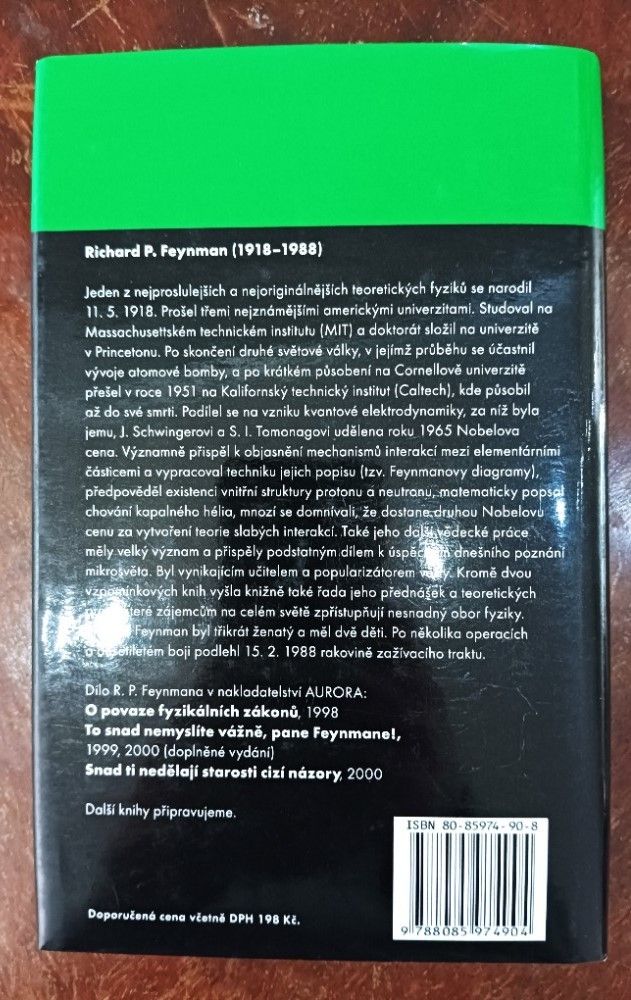 Richard P. Feynman (1918–1988)
Jeden z nejproslulejších a nejoriginálnějších teoretických fyziků se narodil
11. 5. 1918. Prošel třemi nejznámějšími americkými univerzitami. Studoval na
Massachusettském technickém institutu (MIT) a doktorát složil na univerzitě
v Princetonu. Po skončení druhé světové války, v jejímž průběhu se účastnil
vývoje atomové bomby, a po krátkém působení na Cornellově univerzitě
přešel v roce 1951 na Kalifornský technický institut (Caltech), kde působil
až do své smrti. Podílel se na vzniku kvantové elektrodynamiky, za níž byla
jemu, J. Schwingerovi a S. I. Tomonagovi udělena roku 1965 Nobelova
cena. Významně přispěl k objasnění mechanismů interakcí mezi elementárními
částicemi a vypracoval techniku jejich popisu (tzv. Feynmanovy diagramy),
předpověděl existenci vnitřní struktury protonu a neutronu, matematicky popsal
chování kapalného hélia, mnozí se domnívali, že dostane druhou Nobelovu
cenu za vytvoření teorie slabých interakcí. Také jeho další vědecké práce
měly velký význam a přispěly podstatným dílem k úspěchům dnešního poznání
mikrosvěta. Byl vynikajícím učitelem a popularizátorem vědy. Kromě dvou
vzpomínkových knih vyšla knižně také řada jeho přednášek a teoretických
které zájemcům na celém světě zpřístupňují nesnadný obor fyziky.
Feynman byl třikrát ženatý a měl dvě děti. Po několika operacích
a boji podlehl 15. 2. 1988 rakovině zažívacího traktu.
Dílo R. P. Feynmana v nakladatelství AURORA:
O povaze fyzikálních zákonů, 1998
To snad nemyslíte vážně, pane Feynmane!,
1999, 2000 (doplněné vydání)
Snad ti nedělají starosti cizí názory, 2000
Další knihy připravujeme.
ISBN 80-85974-90-8
9 788085 974904
Doporučená cena včetně DPH 198 Kč.